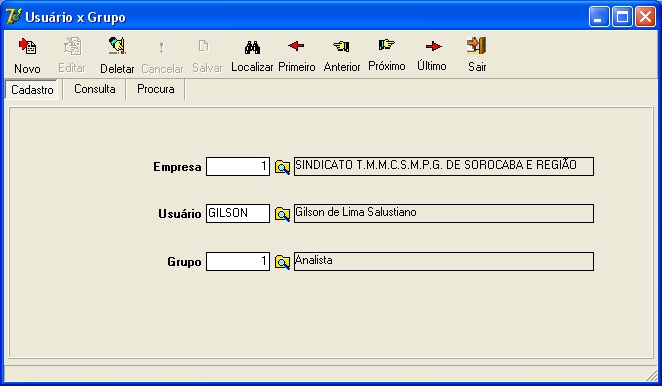 Usuário x Grupo
Novo Editar Deletar Cancelar Salvar Localizar Primeiro Anterior Próximo Último Sair
Cadastro Consulta Procura
Empresa 1 SINDICATO T.M.M.C.S.M.P.G. DE SOROCABA E REGIÃO
Usuário GILSON Gilson de Lima Salustiano
Grupo 1 Analista